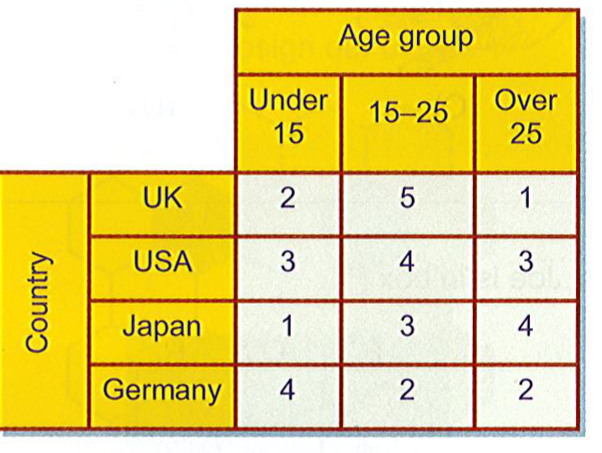 Age group
Under 15
15–25
Over 25
Country
UK 2 5 1
USA 3 4 3
Japan 1 3 4
Germany 4 2 2